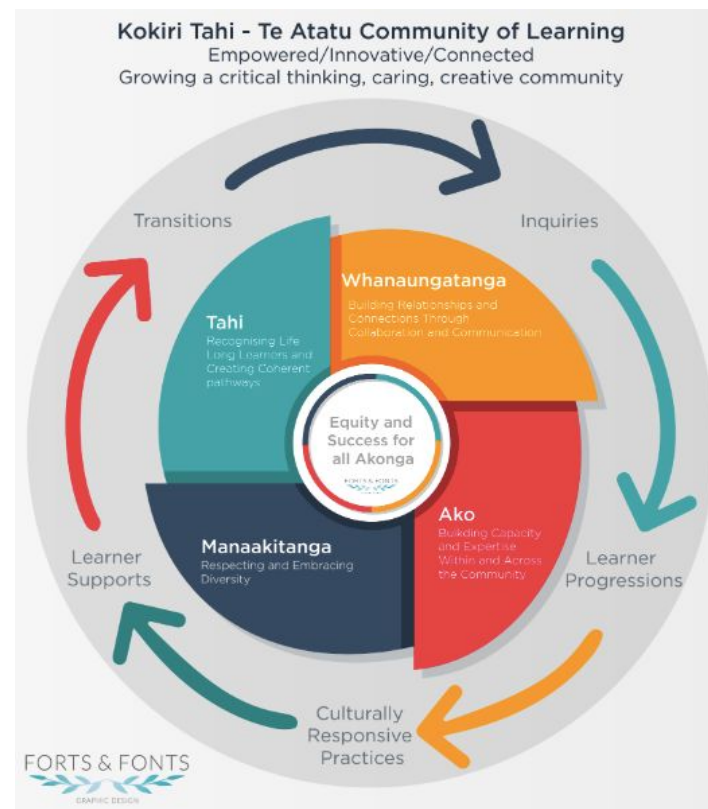 Kokiri Tahi - Te Atatu Community of Learning
Empowered/Innovative/Connected
Growing a critical thinking, caring, creative community
Transitions
Inquiries
Whanaungatanga
Building Relationships and
Connections Through
Collaboration and Communication
Tahi
Recognising Life
Long Learners and
Creating Coherent
pathways
Equity and
Success for
all Akonga
FORTS & FONTS
Manaakitanga
Respecting and Embracing
Diversity
Ako
Building Capacity
and Expertise
Within and Across
the Community
Learner
Supports
Learner
Progressions
Culturally
Responsive
Practices
FORTS & FONTS
GRAPHIC DESIGN